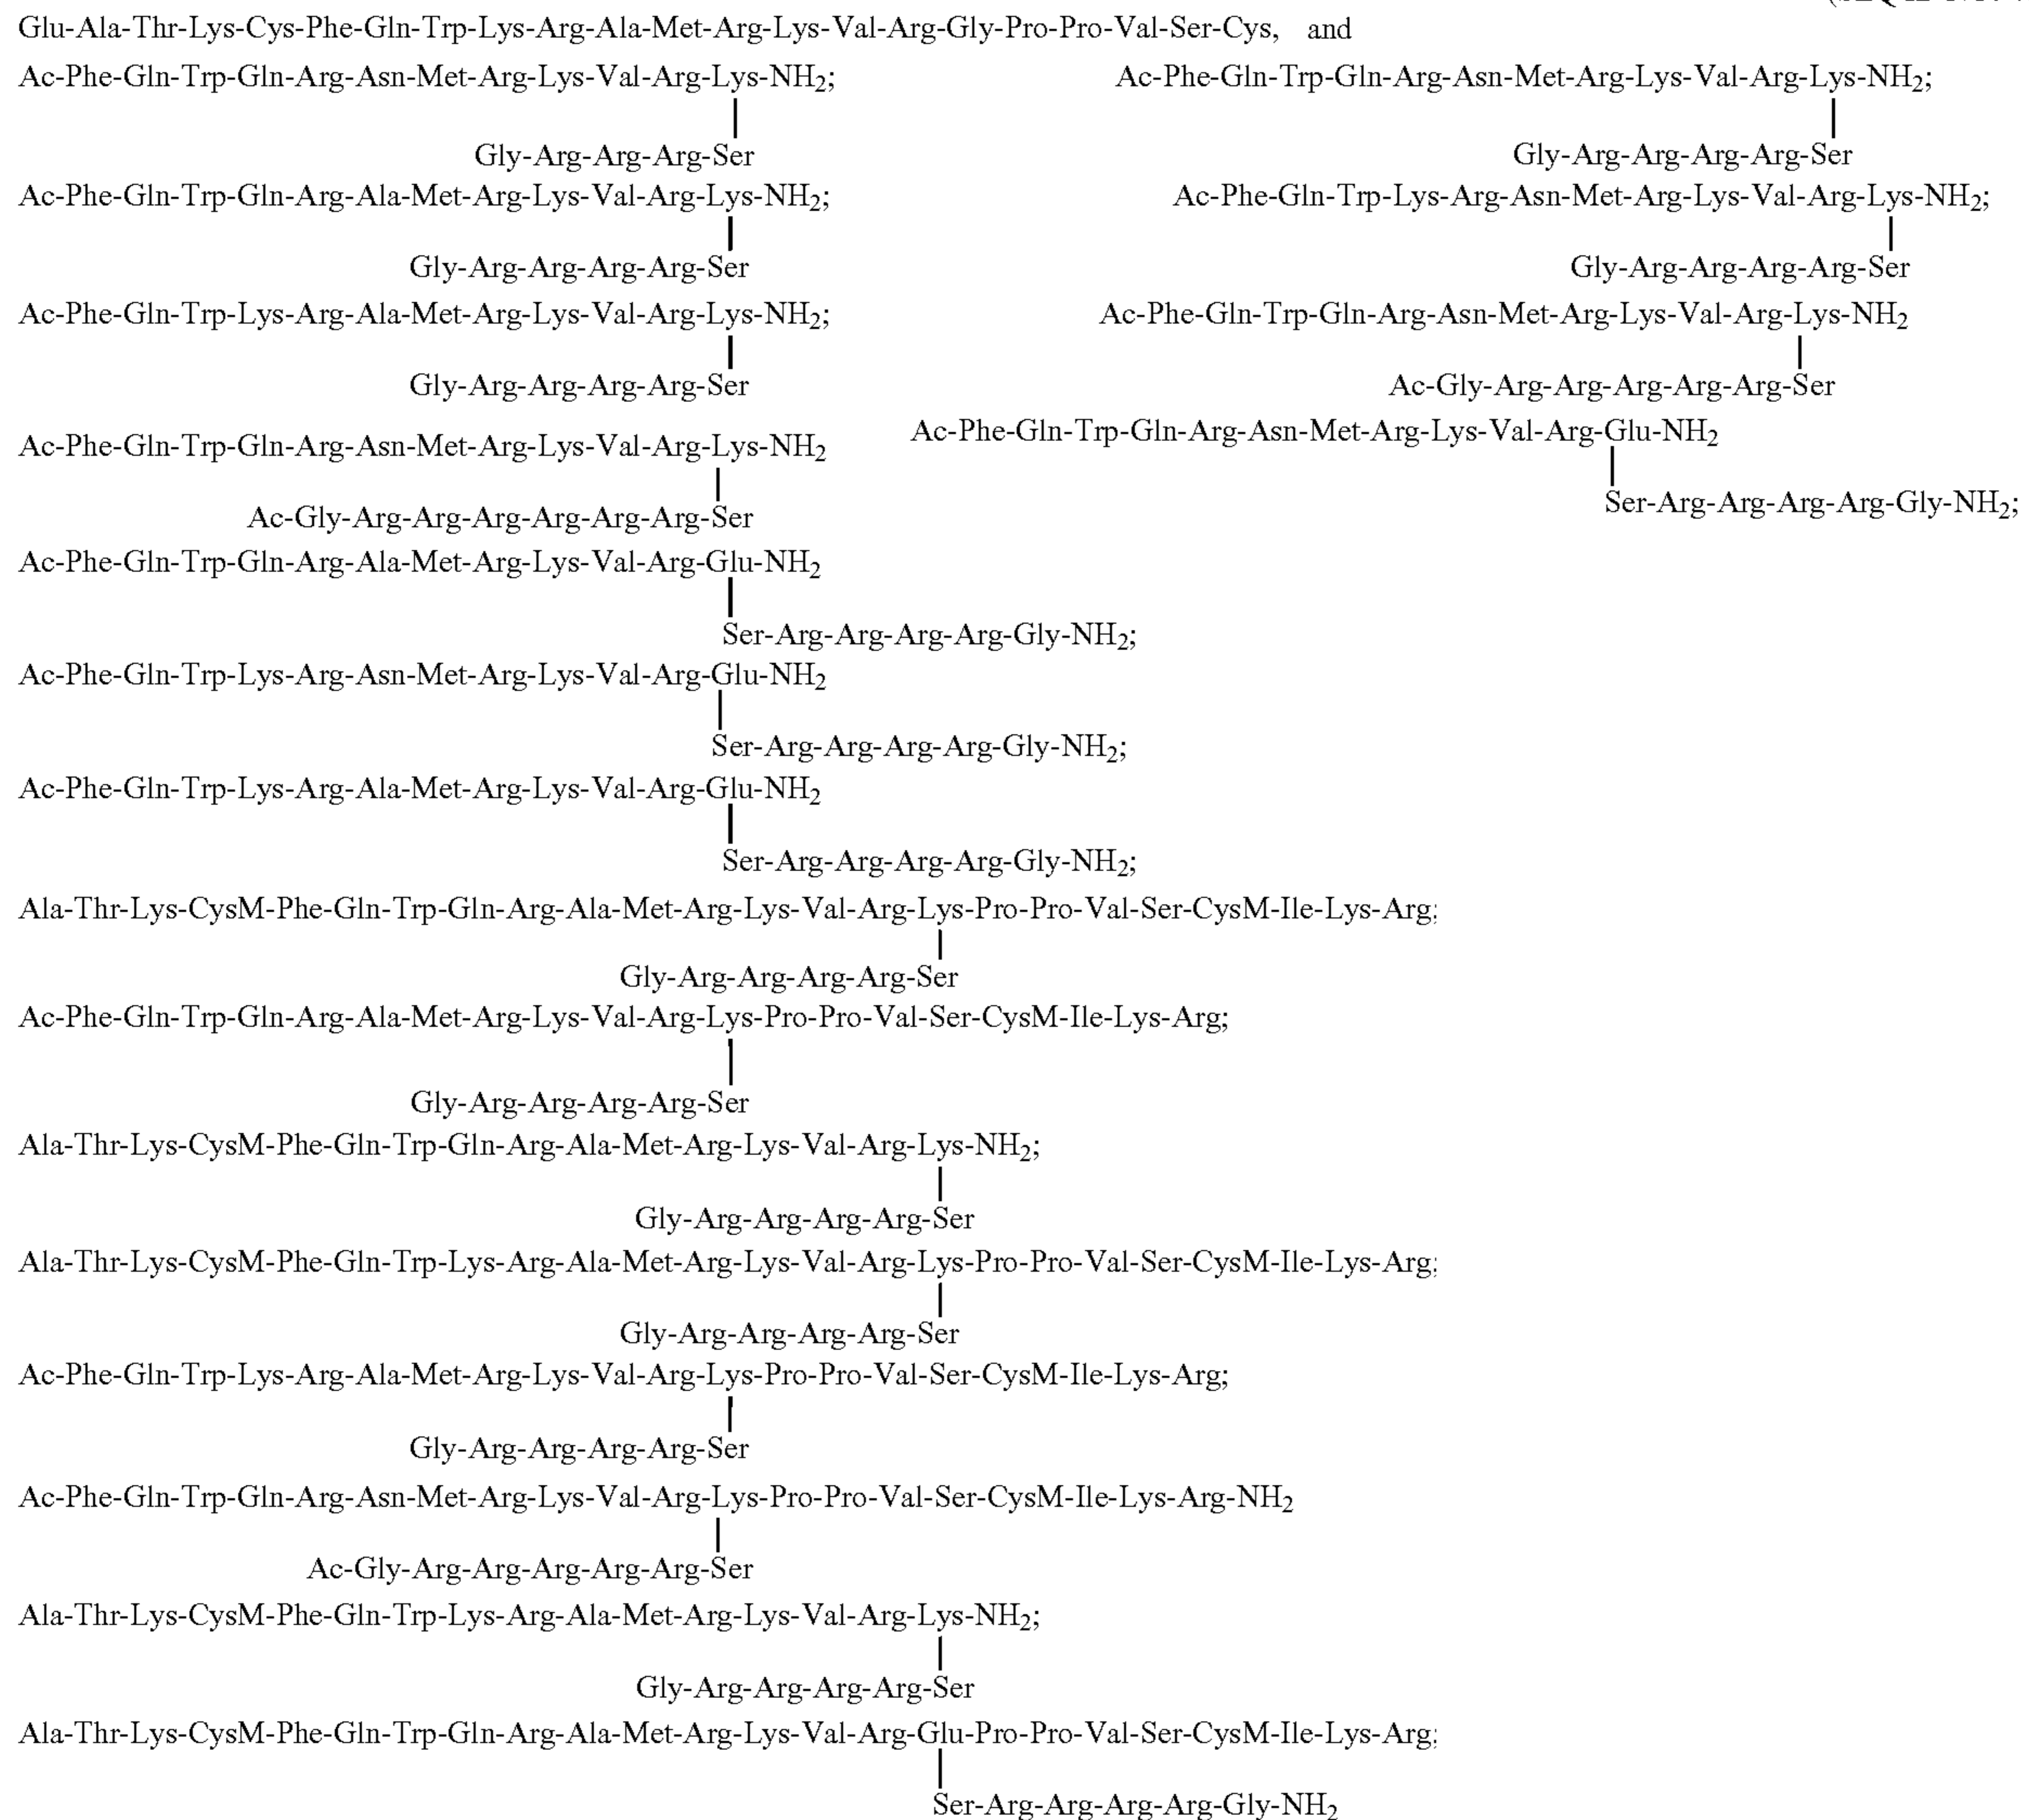 Glu-Ala-Thr-Lys-Cys-Phe-Gln-Trp-Lys-Arg-Ala-Met-Arg-Lys-Val-Arg-Gly-Pro-Pro-Val-Ser-Cys, and
Ac-Phe-Gln-Trp-Gln-Arg-Asn-Met-Arg-Lys-Val-Arg-Lys-NH2; Ac-Phe-Gln-Trp-Gln-Arg-Asn-Met-Arg-Lys-Val-Arg-Lys-NH2;
Gly-Arg-Arg-Arg-Ser Gly-Arg-Arg-Arg-Arg-Ser
Ac-Phe-Gln-Trp-Gln-Arg-Ala-Met-Arg-Lys-Val-Arg-Lys-NH2; Ac-Phe-Gln-Trp-Lys-Arg-Asn-Met-Arg-Lys-Val-Arg-Lys-NH2;
Gly-Arg-Arg-Arg-Arg-Ser Gly-Arg-Arg-Arg-Arg-Ser
Ac-Phe-Gln-Trp-Lys-Arg-Ala-Met-Arg-Lys-Val-Arg-Lys-NH2; Ac-Phe-Gln-Trp-Gln-Arg-Asn-Met-Arg-Lys-Val-Arg-Lys-NH2
Gly-Arg-Arg-Arg-Arg-Ser Ac-Gly-Arg-Arg-Arg-Arg-Arg-Ser
Ac-Phe-Gln-Trp-Gln-Arg-Asn-Met-Arg-Lys-Val-Arg-Lys-NH2 Ac-Phe-Gln-Trp-Gln-Arg-Asn-Met-Arg-Lys-Val-Arg-Glu-NH2
Ac-Gly-Arg-Arg-Arg-Arg-Arg-Arg-Ser Ser-Arg-Arg-Arg-Arg-Gly-NH2;
Ac-Phe-Gln-Trp-Gln-Arg-Ala-Met-Arg-Lys-Val-Arg-Glu-NH2
Ser-Arg-Arg-Arg-Arg-Gly-NH2;
Ac-Phe-Gln-Trp-Lys-Arg-Asn-Met-Arg-Lys-Val-Arg-Glu-NH2
Ser-Arg-Arg-Arg-Arg-Gly-NH2;
Ac-Phe-Gln-Trp-Lys-Arg-Ala-Met-Arg-Lys-Val-Arg-Glu-NH2
Ser-Arg-Arg-Arg-Arg-Gly-NH2;
Ala-Thr-Lys-CysM-Phe-Gln-Trp-Gln-Arg-Ala-Met-Arg-Lys-Val-Arg-Lys-Pro-Pro-Val-Ser-CysM-Ile-Lys-Arg;
Gly-Arg-Arg-Arg-Arg-Ser
Ac-Phe-Gln-Trp-Gln-Arg-Ala-Met-Arg-Lys-Val-Arg-Lys-Pro-Pro-Val-Ser-CysM-Ile-Lys-Arg;
Gly-Arg-Arg-Arg-Arg-Ser
Ala-Thr-Lys-CysM-Phe-Gln-Trp-Gln-Arg-Ala-Met-Arg-Lys-Val-Arg-Lys-NH2;
Gly-Arg-Arg-Arg-Arg-Ser
Ala-Thr-Lys-CysM-Phe-Gln-Trp-Lys-Arg-Ala-Met-Arg-Lys-Val-Arg-Lys-Pro-Pro-Val-Ser-CysM-Ile-Lys-Arg;
Gly-Arg-Arg-Arg-Arg-Ser
Ac-Phe-Gln-Trp-Lys-Arg-Ala-Met-Arg-Lys-Val-Arg-Lys-Pro-Pro-Val-Ser-CysM-Ile-Lys-Arg;
Gly-Arg-Arg-Arg-Arg-Ser
Ac-Phe-Gln-Trp-Gln-Arg-Asn-Met-Arg-Lys-Val-Arg-Lys-Pro-Pro-Val-Ser-CysM-Ile-Lys-Arg-NH2
Ac-Gly-Arg-Arg-Arg-Arg-Arg-Ser
Ala-Thr-Lys-CysM-Phe-Gln-Trp-Lys-Arg-Ala-Met-Arg-Lys-Val-Arg-Lys-NH2;
Gly-Arg-Arg-Arg-Arg-Ser
Ala-Thr-Lys-CysM-Phe-Gln-Trp-Gln-Arg-Ala-Met-Arg-Lys-Val-Arg-Glu-Pro-Pro-Val-Ser-CysM-Ile-Lys-Arg;
Ser-Arg-Arg-Arg-Arg-Gly-NH2